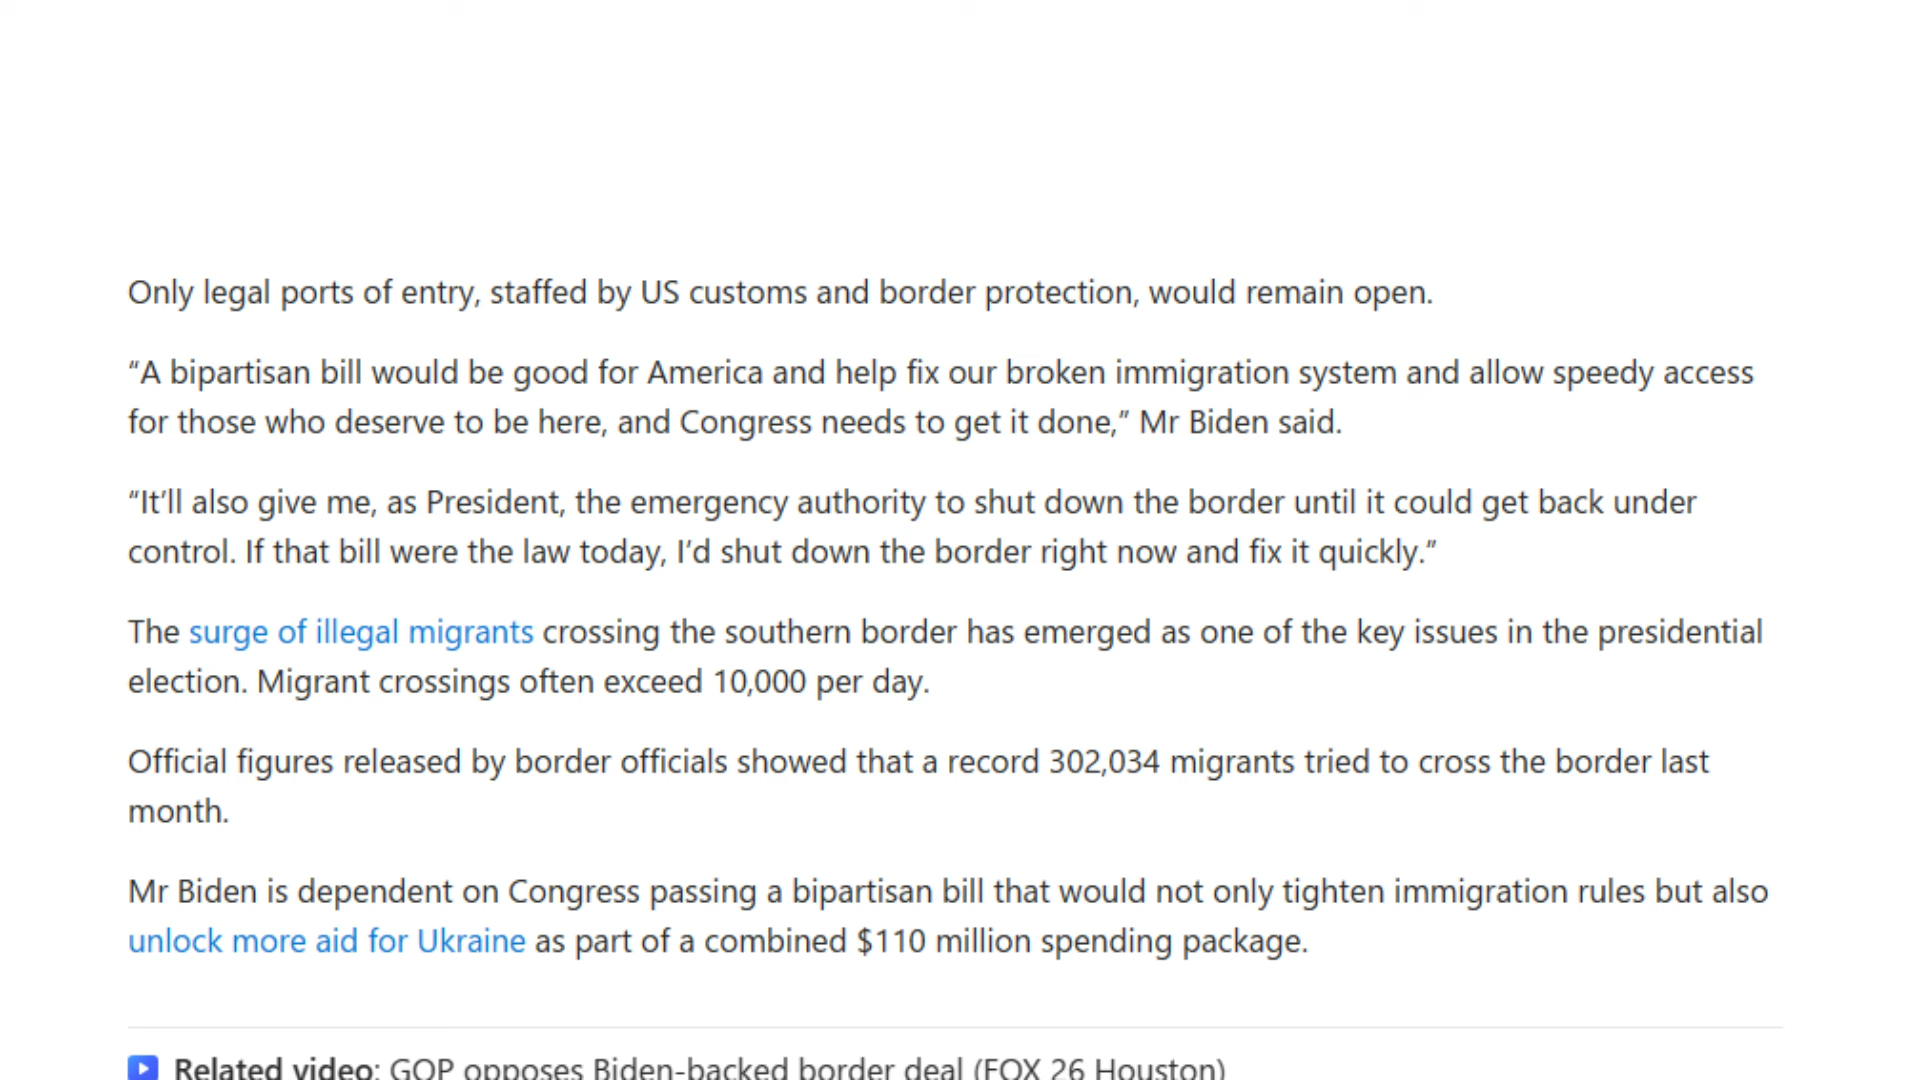 Only legal ports of entry, staffed by US customs and border protection, would remain open.
“A bipartisan bill would be good for America and help fix our broken immigration system and allow speedy access
for those who deserve to be here, and Congress needs to get it done,” Mr Biden said.
“It’ll also give me, as President, the emergency authority to shut down the border until it could get back under
control. If that bill were the law today, I’d shut down the border right now and fix it quickly.”
The surge of illegal migrants crossing the southern border has emerged as one of the key issues in the presidential
election. Migrant crossings often exceed 10,000 per day.
Official figures released by border officials showed that a record 302,034 migrants tried to cross the border last
month.
Mr Biden is dependent on Congress passing a bipartisan bill that would not only tighten immigration rules but also
unlock more aid for Ukraine as part of a combined $110 million spending package.
Related video: GOP opposes Biden-backed border deal (FOX 26 Houston)